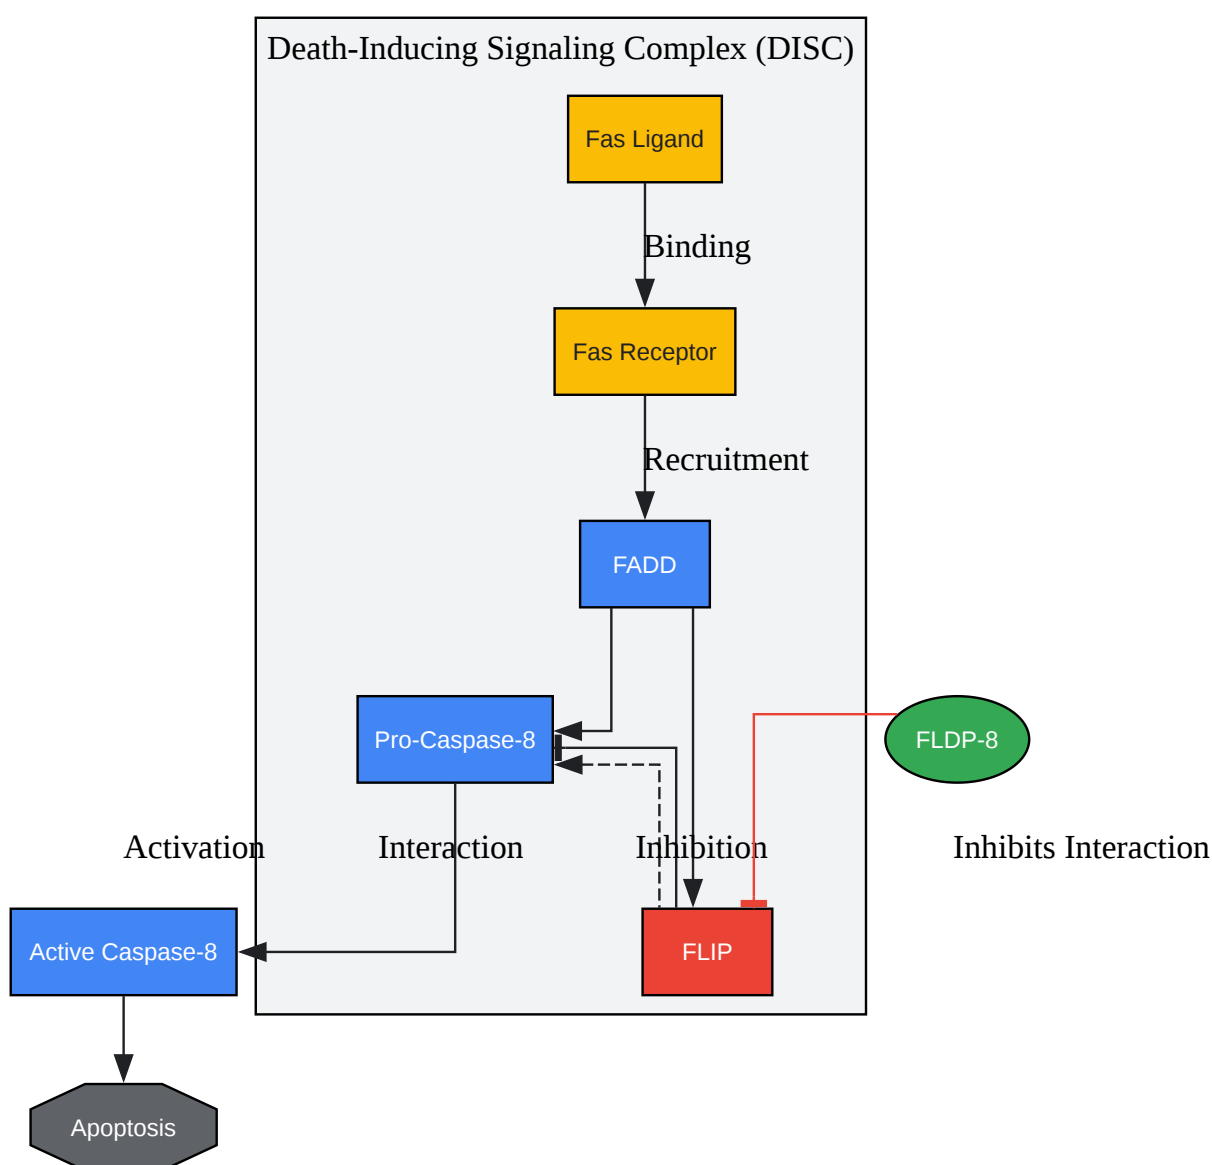 Death-Inducing Signaling Complex (DISC)
Fas Ligand
Binding
Fas Receptor
Recruitment
FADD
Pro-Caspase-8
FLDP-8
Activation
Interaction
Inhibition
Inhibits Interaction
Active Caspase-8
FLIP
Apoptosis